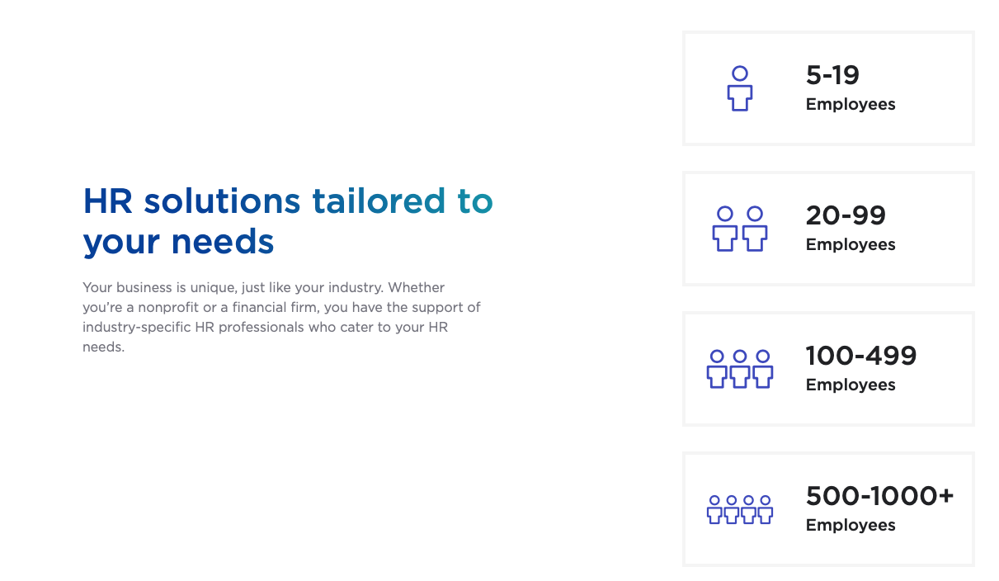 HR solutions tailored to
your needs
Your business is unique, just like your industry. Whether
you’re a nonprofit or a financial firm, you have the support of
industry-specific HR professionals who cater to your HR
needs.
5-19
Employees
20-99
Employees
100-499
Employees
500-1000+
Employees